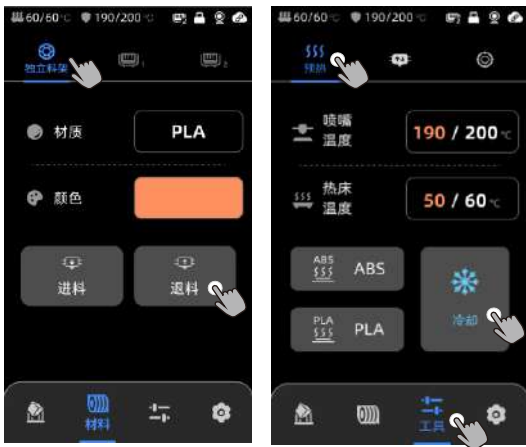 60/60℃ 190/200℃
独立料架
1
2
材质 PLA
颜色
进料 退料
材料
60/60℃ 190/200℃
预热
喷嘴
温度
190 / 200℃
热床
温度
50 / 60℃
ABS ABS
PLA PLA
冷却
工具